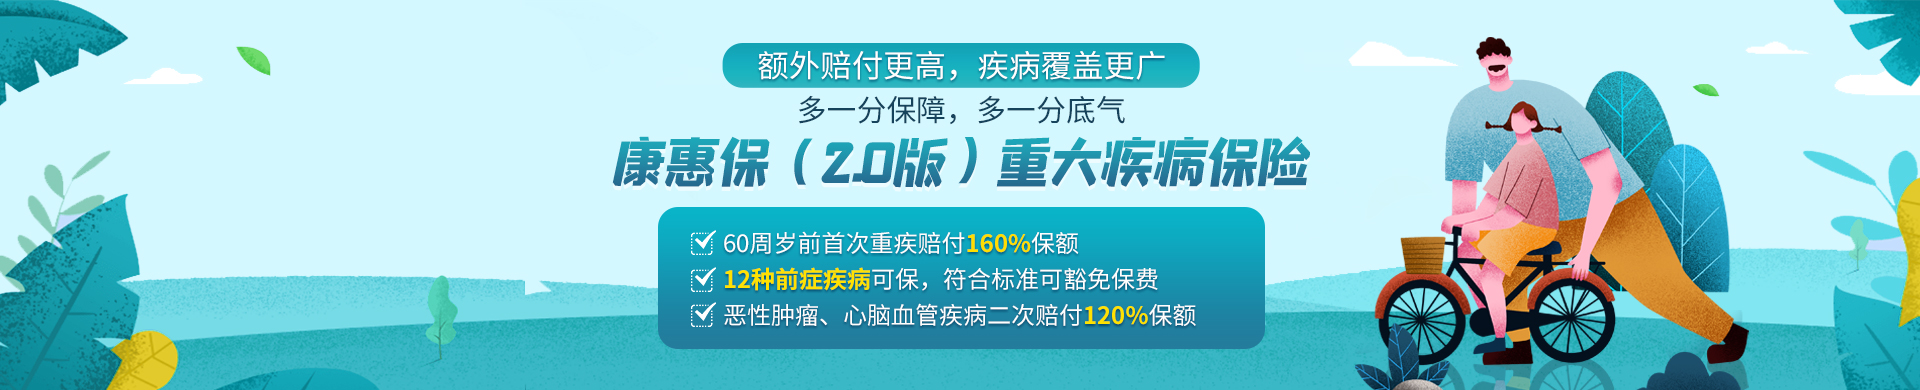 额外赔付更高，疾病覆盖更广
多一分保障，多一分底气
康惠保（2.0版）重大疾病保险
60周岁前首次重疾赔付160%保额
12种前症疾病可保，符合标准可豁免保费
恶性肿瘤、心脑血管疾病二次赔付120%保额